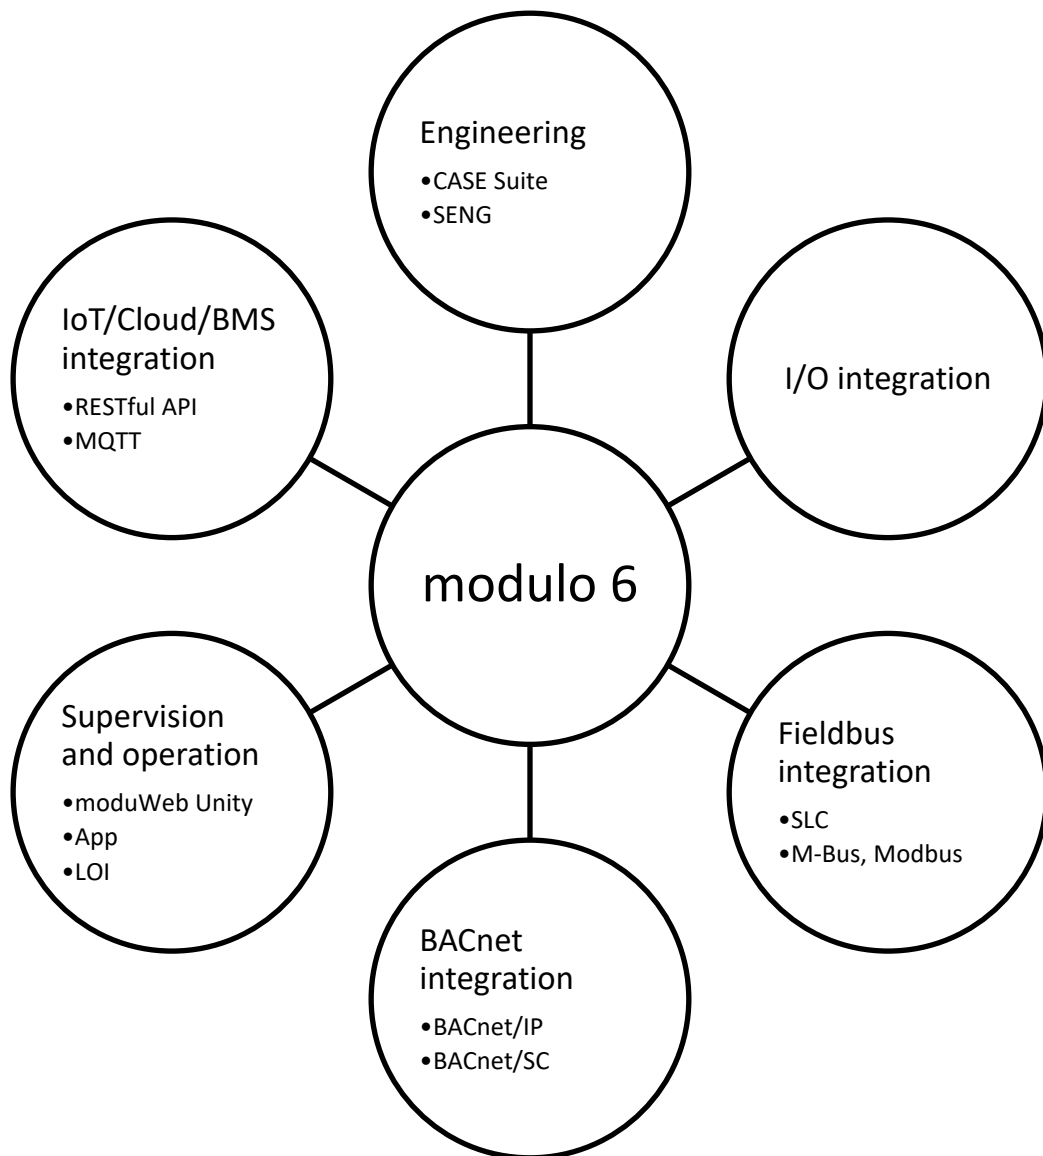 Engineering
•CASE Suite
•SENG
IoT/Cloud/BMS
integration
•RESTful API
•MQTT
I/O integration
modulo 6
Supervision
and operation
•moduWeb Unity
•App
•LOI
Fieldbus
integration
•SLC
•M-Bus, Modbus
BACnet
integration
•BACnet/IP
•BACnet/SC